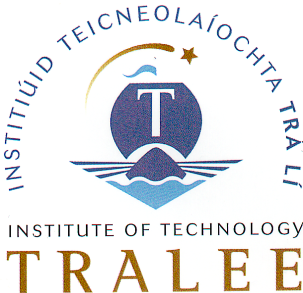 INSTITIÚID TEICNEOLAÍOCHTA TRÁ LÍ
T
INSTITUTE OF TECHNOLOGY
TRALEE